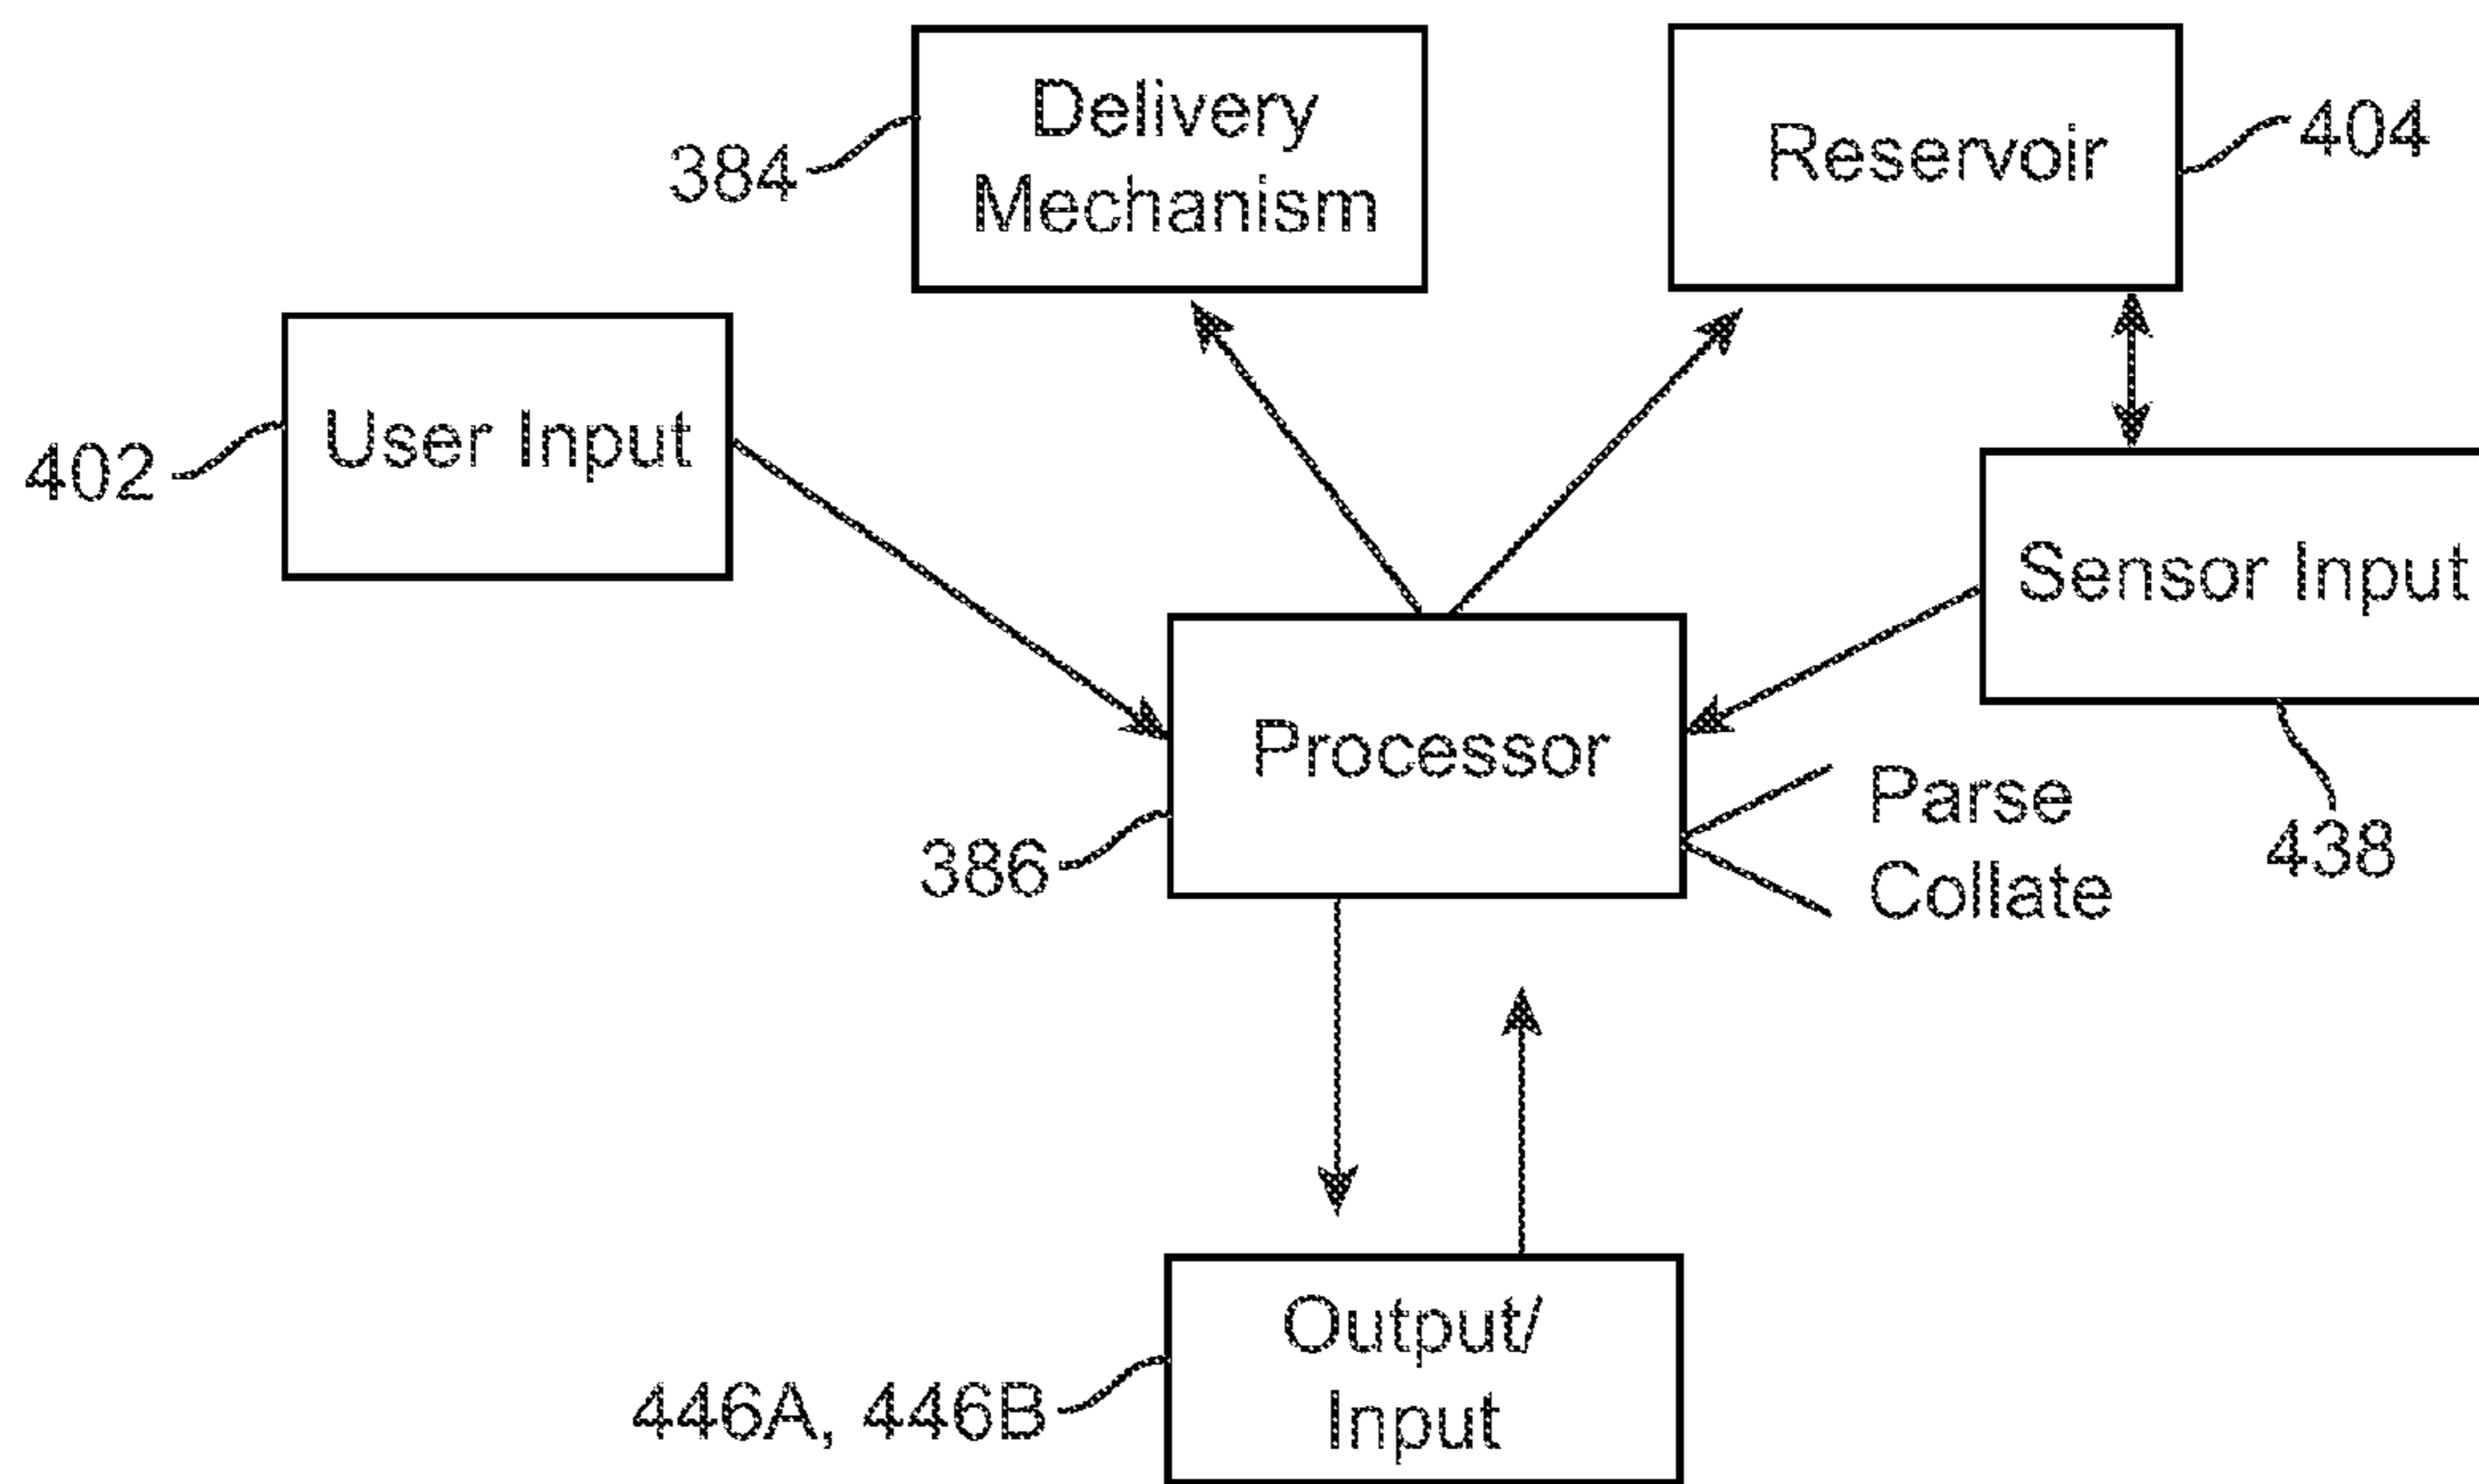 Delivery
Mechanism
384
Reservoir
404
User Input
402
Sensor Input
438
Processor
386
Parse
Collate
Output/
Input
446A, 446B